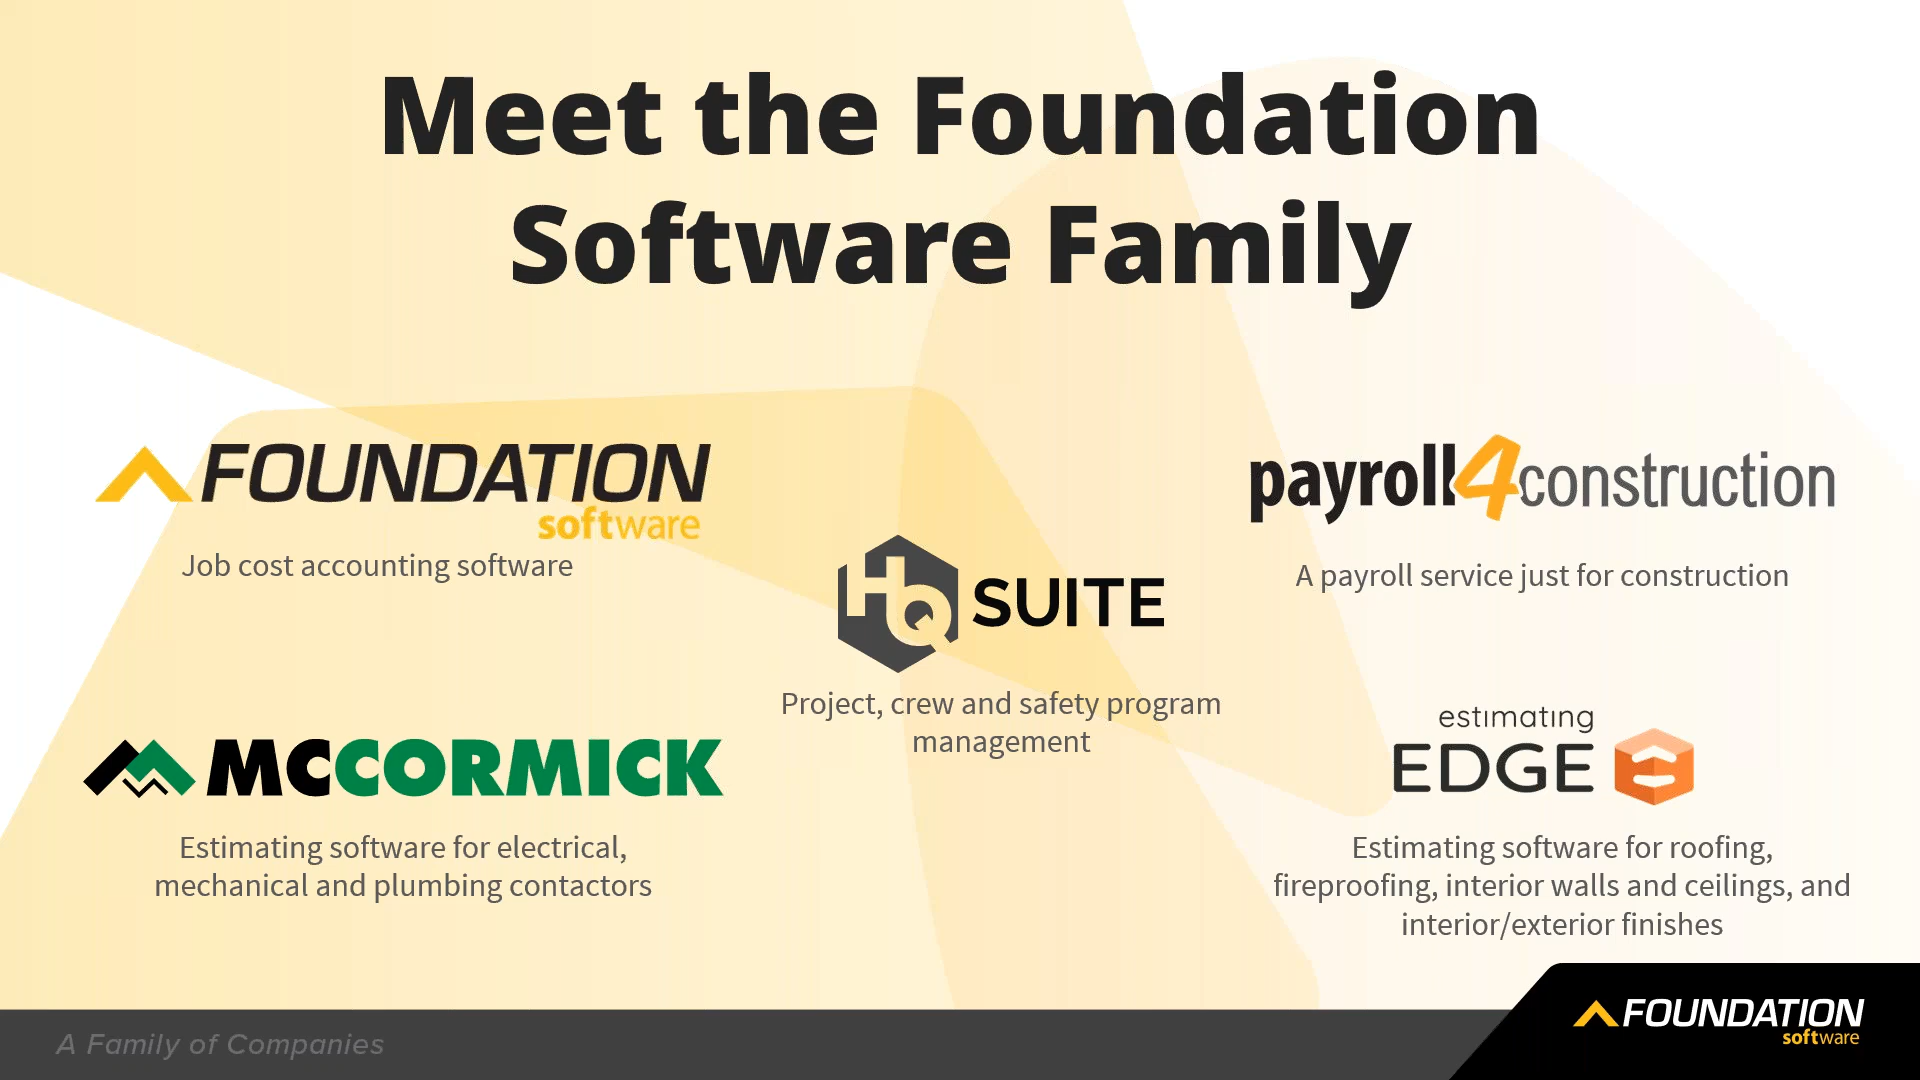 Meet the Foundation
Software Family
FOUNDATION
software
Job cost accounting software
payroll4construction
A payroll service just for construction
HQ SUITE
Project, crew and safety program
management
MCCORMICK
Estimating software for electrical,
mechanical and plumbing contactors
estimating
EDGE
Estimating software for roofing,
fireproofing, interior walls and ceilings, and
interior/exterior finishes
A Family of Companies
FOUNDATION
software